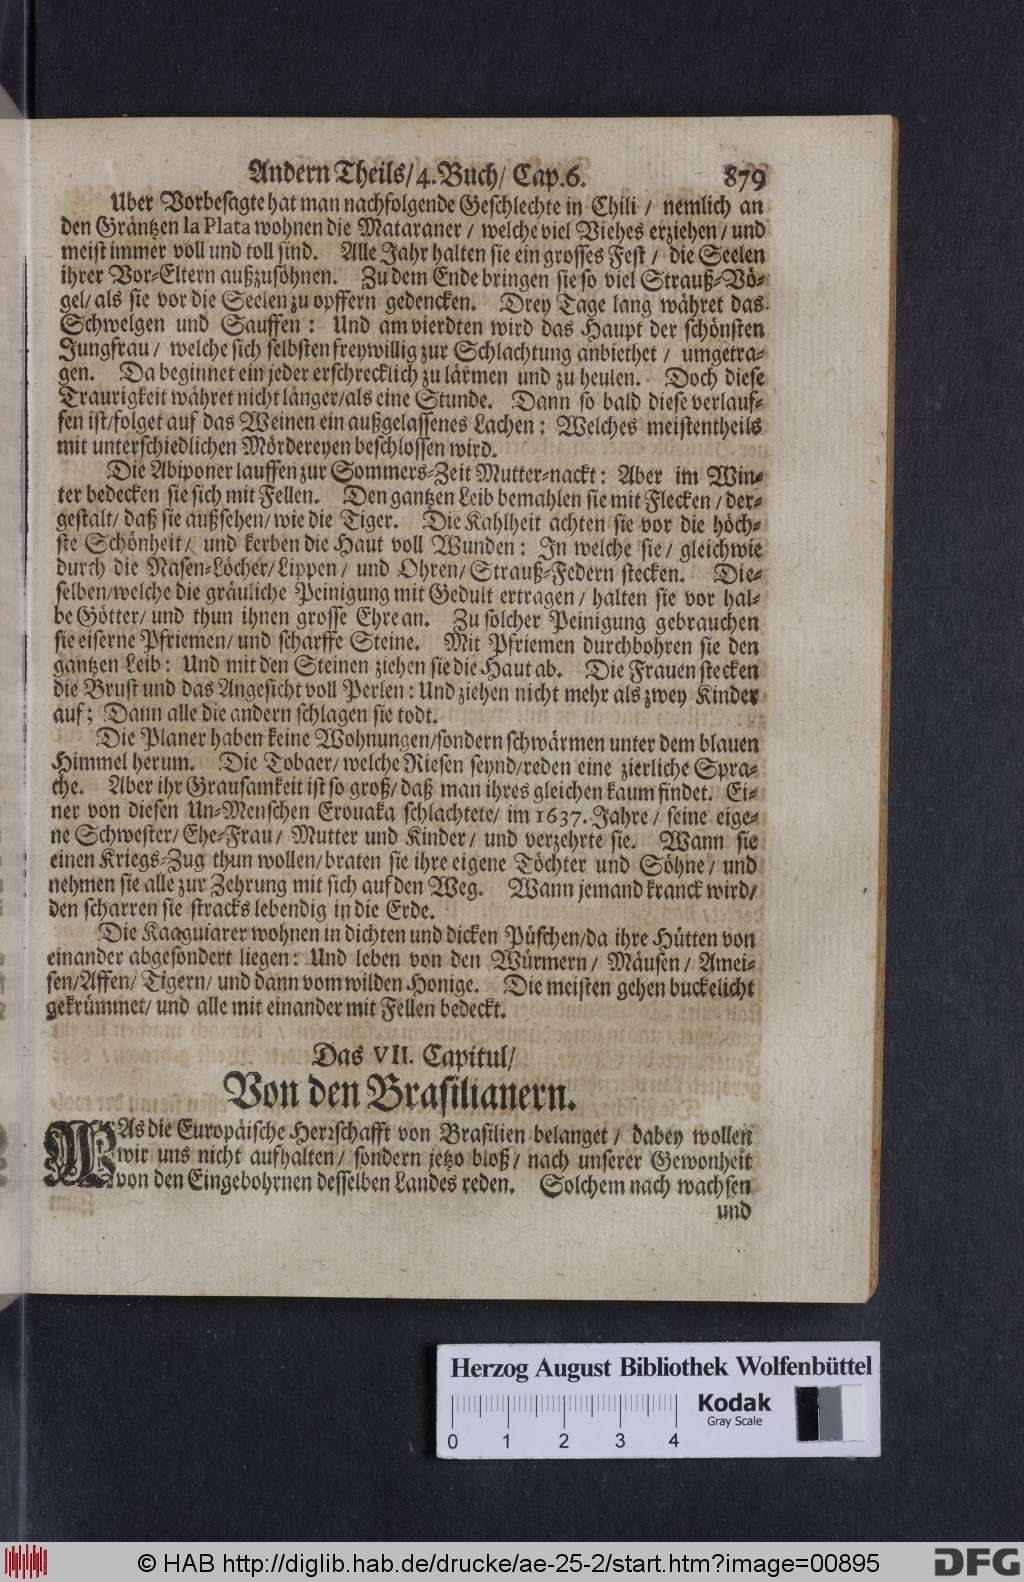 Andern Theils/ 4. Buch/ Cap. 6. 879
Uber Vorbesagte hat man nachfolgende Geschlechte in Chili / nemlich an
den Gräntzen la Plata wohnen die Mataraner / welche viel Viehes erziehen / und
meist immer voll und toll sind. Alle Jahr halten sie ein grosses Fest / die Seelen
ihrer Vor-Eltern außzusöhnen. Zu dem Ende bringen sie so viel Strauß-Vö-
gel/ als sie vor die Seelen zu opffern gedencken. Drey Tage lang währet das
Schwelgen und Sauffen: Und am vierdten wird das Haupt der schönsten
Jungfrau / welche sich selbsten freywillig zur Schlachtung anbiethet / umgetra-
gen. Da beginnet ein jeder erschrecklich zu lärmen und zu heulen. Doch diese
Traurigkeit währet nicht länger/ als eine Stunde. Dann so bald diese verlauf-
fen ist/ folget auf das Weinen ein außgelassenes Lachen: Welches meistentheils
mit unterschiedlichen Mördereyen beschlossen wird.
Die Abiponer lauffen zur Sommers-Zeit Mutter-nackt: Aber im Win-
ter bedecken sie sich mit Fellen. Den gantzen Leib bemahlen sie mit Flecken / der-
gestalt/ daß sie außsehen/ wie die Tiger. Die Kahlheit achten sie vor die höch-
ste Schönheit/ und kerben die Haut voll Wunden: In welche sie/ gleichwie
durch die Nasen-Löcher/ Lippen/ und Ohren/ Strauß-Federn stecken. Die-
selben/ welche die gräuliche Peinigung mit Gedult ertragen / halten sie vor hal-
be Götter/ und thun ihnen grosse Ehre an. Zu solcher Peinigung gebrauchen
sie eiserne Pfriemen/ und scharffe Steine. Mit Pfriemen durchbohren sie den
gantzen Leib: Und mit den Steinen ziehen sie die Haut ab. Die Frauen stecken
die Brust und das Angesicht voll Perlen: Und ziehen nicht mehr als zwey Kinder
auf; Dann alle die andern schlagen sie todt.
Die Planer haben keine Wohnungen/ sondern schwärmen unter dem blauen
Himmel herum. Die Tobaer/ welche Riesen seynd/ reden eine zierliche Spra-
che. Aber ihr Grausamkeit ist so groß/ daß man ihres gleichen kaum findet. Ei-
ner von diesen Un-Menschen Erouaka schlachtete/ im 1637. Jahre / seine eige-
ne Schwester/ Ehe-Frau / Mutter und Kinder / und verzehrte sie. Wann sie
einen Kriegs-Zug thun wollen/ braten sie ihre eigene Töchter und Söhne / und
nehmen sie alle zur Zehrung mit sich auf den Weg. Wann jemand kranck wird/
den scharren sie stracks lebendig in die Erde.
Die Kaaguiarer wohnen in dichten und dicken Püschen/ da ihre Hütten von
einander abgesondert liegen: Und leben von den Würmern / Mäusen / Amei-
sen/ Affen/ Tigern/ und dann vom wilden Honige. Die meisten gehen buckelicht
gekrümmet/ und alle mit einander mit Fellen bedeckt.
Das VII. Capitul/
Von den Brasilianern.
WAs die Europäische Herrschafft von Brasilien belanget / dabey wollen
wir uns nicht aufhalten/ sondern jetzo bloß / nach unserer Gewonheit
von den Eingebohrnen desselben Landes reden. Solchem nach wachsen
und
Herzog August Bibliothek Wolfenbüttel
Kodak
Gray Scale
0 1 2 3 4
© HAB http://diglib.hab.de/drucke/ae-25-2/start.htm?image=00895
DFG